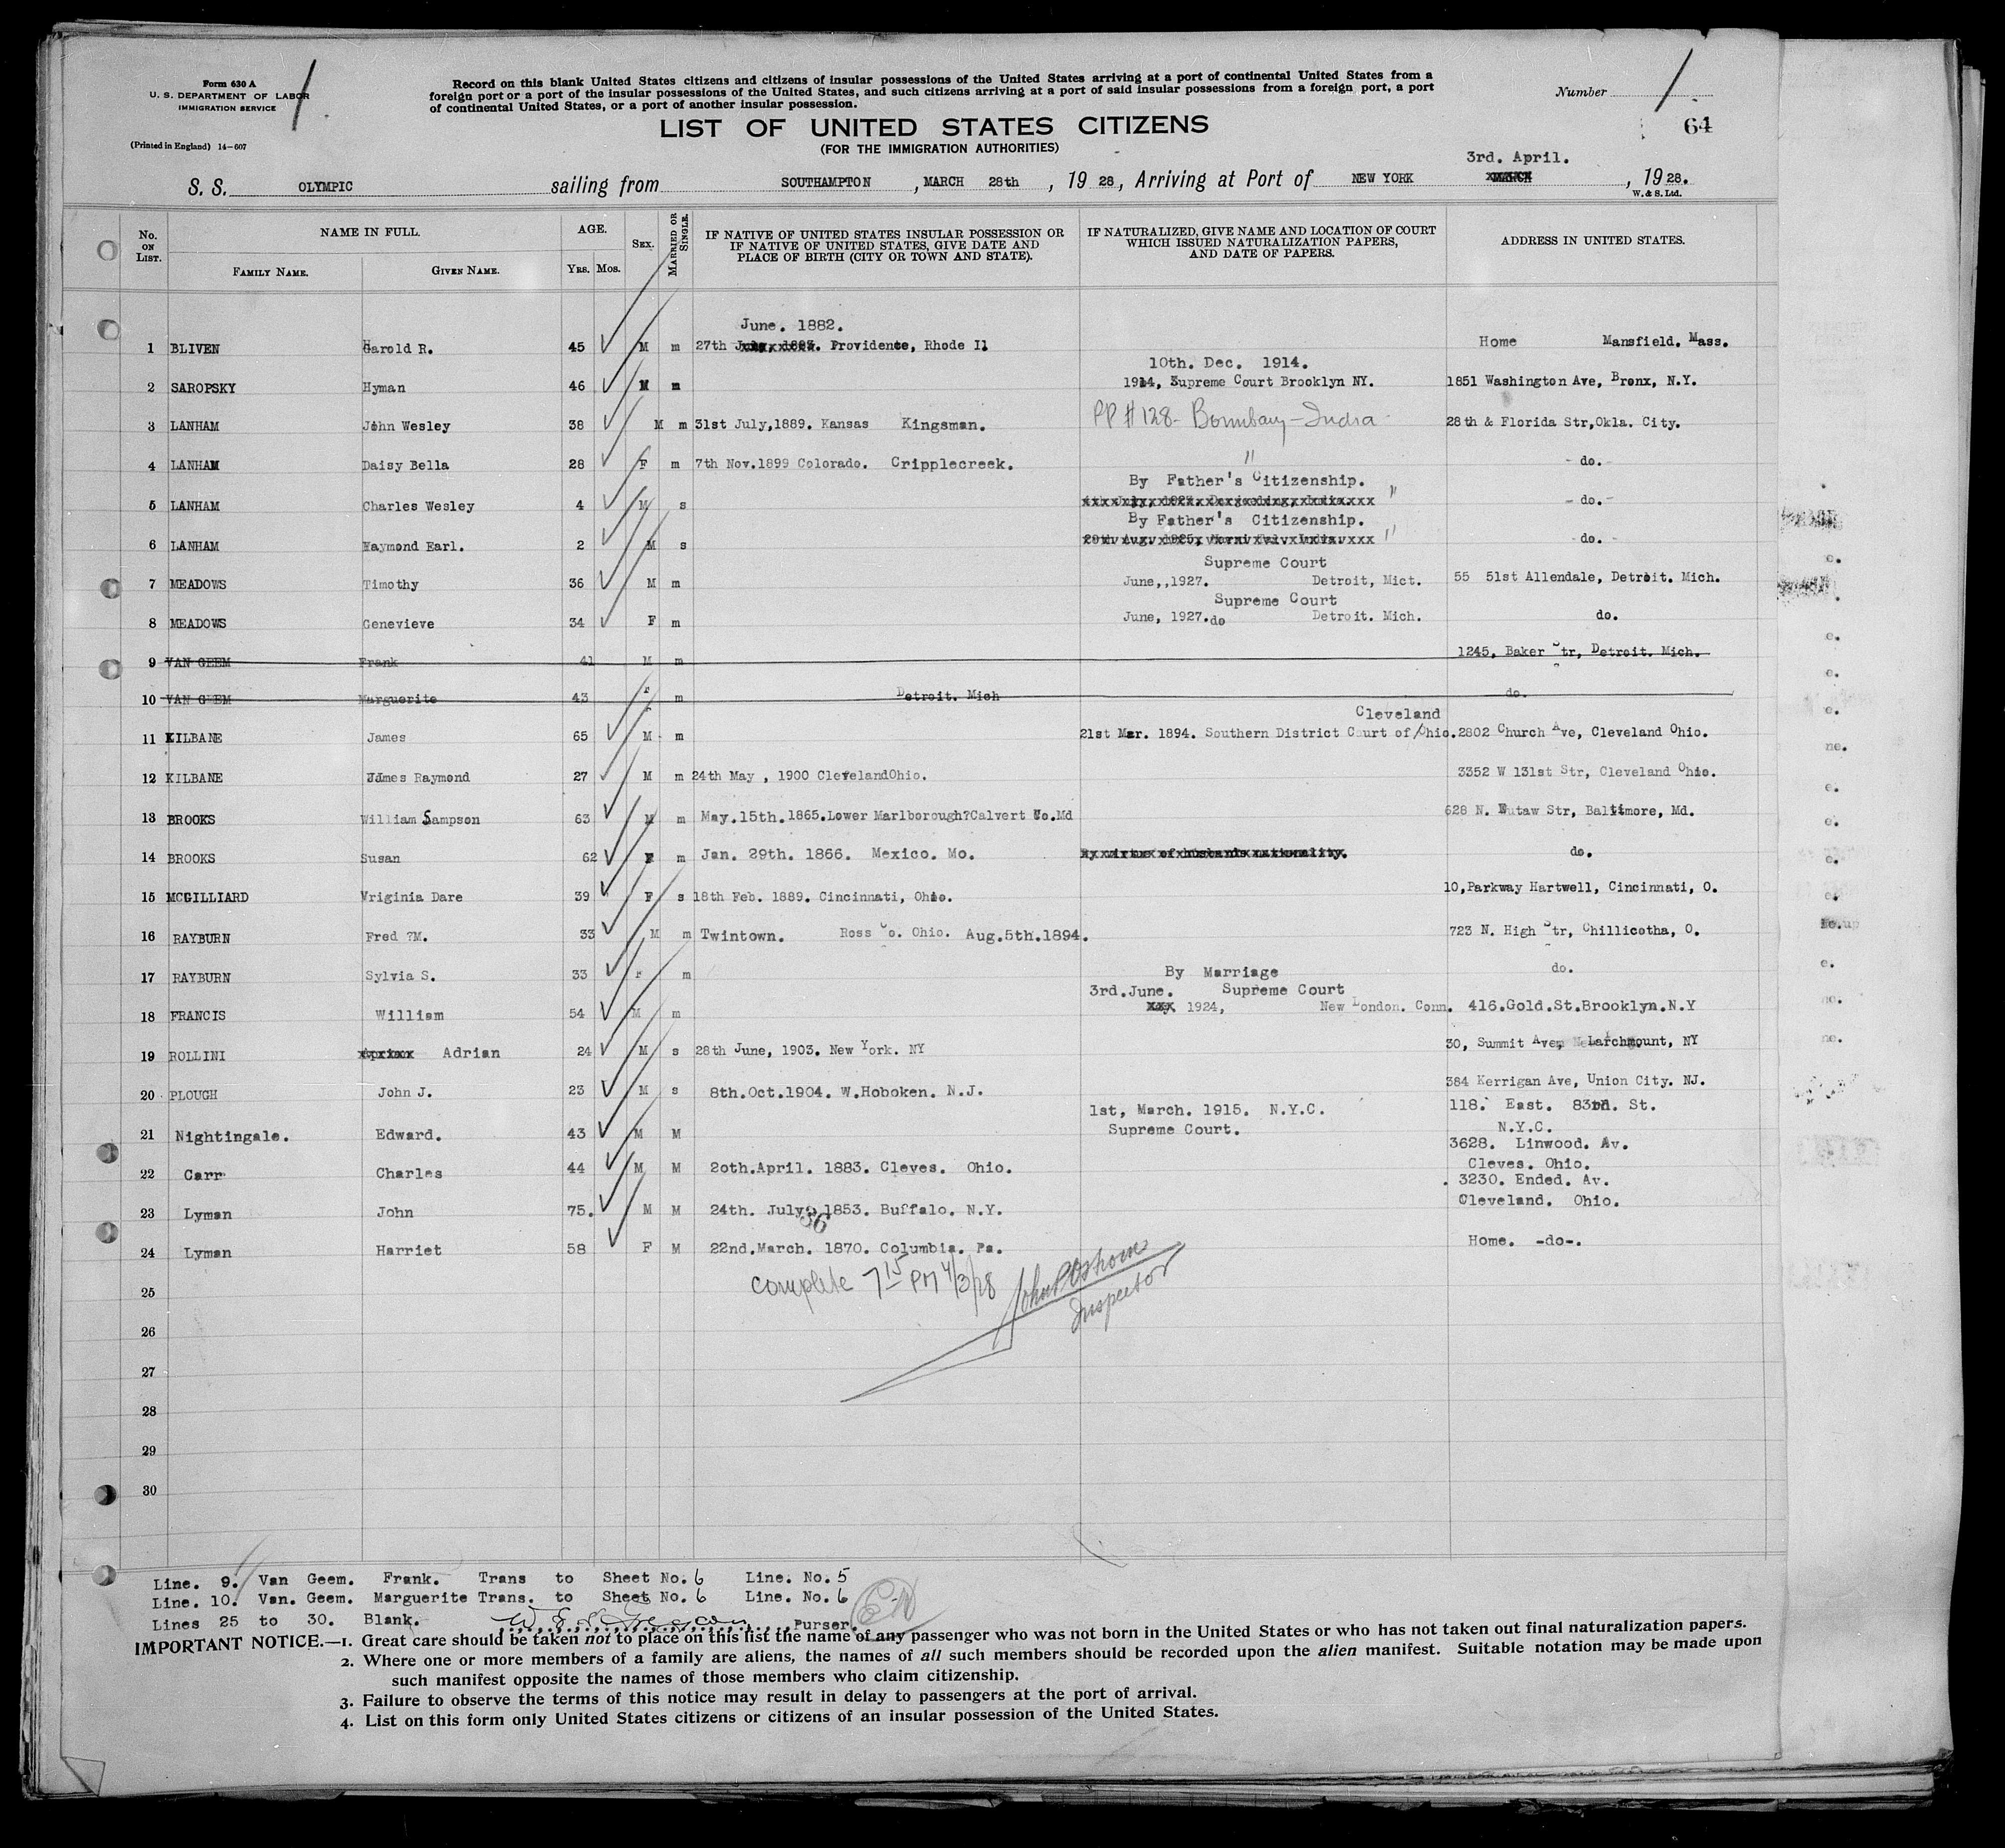 Form 630 A
U. S. DEPARTMENT OF LABOR
IMMIGRATION SERVICE
(Printed in England) 14-607
1.
Record on this blank United States citizens and citizens of insular possessions of the United States arriving at a port of continental United States from a
foreign port or a port of the insular possessions of the United States, and such citizens arriving at a port of said insular possessions from a foreign port, a port
of continental United States, or a port of another insular possession.
Number 1.
64
LIST OF UNITED STATES CITIZENS
(FOR THE IMMIGRATION AUTHORITIES)
3rd. April.
S. S. OLYMPIC sailing from SOUTHAMPTON, MARCH 28th, 19 28, Arriving at Port of NEW YORK MARCH, 19 28.
W. & S. Ltd.
No. ON LIST. NAME IN FULL. FAMILY NAME. GIVEN NAME. AGE. YRS. MOS. SEX. MARRIED OR SINGLE. IF NATIVE OF UNITED STATES INSULAR POSSESSION OR IF NATIVE OF UNITED STATES, GIVE DATE AND PLACE OF BIRTH (CITY OR TOWN AND STATE). IF NATURALIZED, GIVE NAME AND LOCATION OF COURT WHICH ISSUED NATURALIZATION PAPERS, AND DATE OF PAPERS. ADDRESS IN UNITED STATES.
June. 1882.
1 BLIVEN Harold R. 45 M m 27th Providente, Rhode Il Home Mansfield. Mass.
10th. Dec. 1914.
2 SAROPSKY Hyman 46 M m 1914, Supreme Court Brooklyn NY. 1851 Washington Ave, Bronx, N.Y.
3 LANHAM John Wesley 38 M m 31st July,1889. Kansas Kingsman. PP # 128- Bombay - India 28th & Florida Str,Okla. City.
4 LANHAM Daisy Bella 28 F m 7th Nov.1899 Colorado. Cripplecreek. " - do. -
By Father's Citizenship.
5 LANHAM Charles Wesley 4 M s " - do. -
By Father's Citizenship.
6 LANHAM Raymond Earl. 2 M s " - do. -
Supreme Court
7 MEADOWS Timothy 36 M m June,,1927. Detroit, Mict. 55 51st Allendale, Detroit. Mich.
Supreme Court
8 MEADOWS Genevieve 34 F m June, 1927.do Detroit. Mich. do.
9 VAN GEEM Frank 41 M m 1245, Baker Str, Detroit. Mich.
10 VAN GEEM Marguerite 43 F m Detroit. Mich do.
Cleveland
11 KILBANE James 65 M m 21st Mar. 1894. Southern District Court of/Ohio. 2802 Church Ave, Cleveland Ohio.
12 KILBANE James Raymond 27 M m 24th May , 1900 ClevelandOhio. 3352 W 131st Str, Cleveland Ohio.
13 BROOKS William Sampson 63 M m May.15th.1865.Lower Marlborough?Calvert Co.Md 628 N. Eutaw Str, Baltimore, Md.
14 BROOKS Susan 62 F m Jan. 29th. 1866. Mexico. Mo. By virtue of husbands nationality. do.
15 MCGILLIARD Vriginia Dare 39 F s 18th Feb. 1889. Cincinnati, Ohio. 10,Parkway Hartwell, Cincinnati, O.
16 RAYBURN Fred ?M. 33 M m Twintown. Ross Co. Ohio. Aug.5th.1894. 723 N. High Str, Chillicotha, O.
17 RAYBURN Sylvia S. 33 F m By Marriage do.
3rd.June. Supreme Court
18 FRANCIS William 54 M m 1924, New London. Conn. 416.Gold.St.Brooklyn.N.Y
19 ROLLINI Adrian 24 M s 28th June, 1903. New York. NY 30, Summit Ave, Larchmount, NY
20 PLOUGH John J. 23 M s 8th.Oct.1904. W.Hoboken. N.J. 384 Kerrigan Ave, Union City. NJ.
1st, March. 1915. N.Y.C. 118. East. 83rd. St.
21 Nightingale. Edward. 43 M M Supreme Court. N.Y.C.
3628. Linwood. Av.
22 Carr Charles 44 M M 2oth.April. 1883. Cleves. Ohio. Cleves. Ohio.
3230. Ended. Av.
23 Lyman John 75. M M 24th. July. 1853. Buffalo. N.Y. Cleveland. Ohio.
36
24 Lyman Harriet 58 F M 22nd.March. 1870. Columbia. Pa. Home. -do-.
25
complete 7 15 PM 4/3/28 John P Osborn
Inspector
26
27
28
29
30
Line. 9. Van Geem. Frank. Trans to Sheet No. 6 Line. No. 5
Line. 10. Van. Geem. Marguerite Trans. to Sheet No. 6 Line. No. 6
Lines 25 to 30. Blank. Purser.
IMPORTANT NOTICE.—1. Great care should be taken not to place on this list the name of any passenger who was not born in the United States or who has not taken out final naturalization papers.
2. Where one or more members of a family are aliens, the names of all such members should be recorded upon the alien manifest. Suitable notation may be made upon
such manifest opposite the names of those members who claim citizenship.
3. Failure to observe the terms of this notice may result in delay to passengers at the port of arrival.
4. List on this form only United States citizens or citizens of an insular possession of the United States.